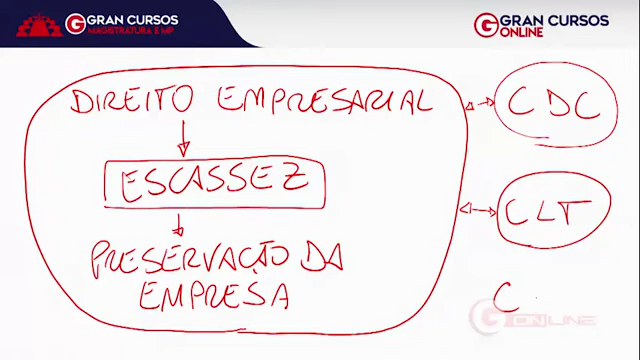 GRAN CURSOS
MAGISTRATURA E MP
GRAN CURSOS
ONLINE
DIREITO EMPRESARIAL
CDC
ESCASSEZ
CLT
PRESERVAÇÃO DA
EMPRESA
C
ONLINE